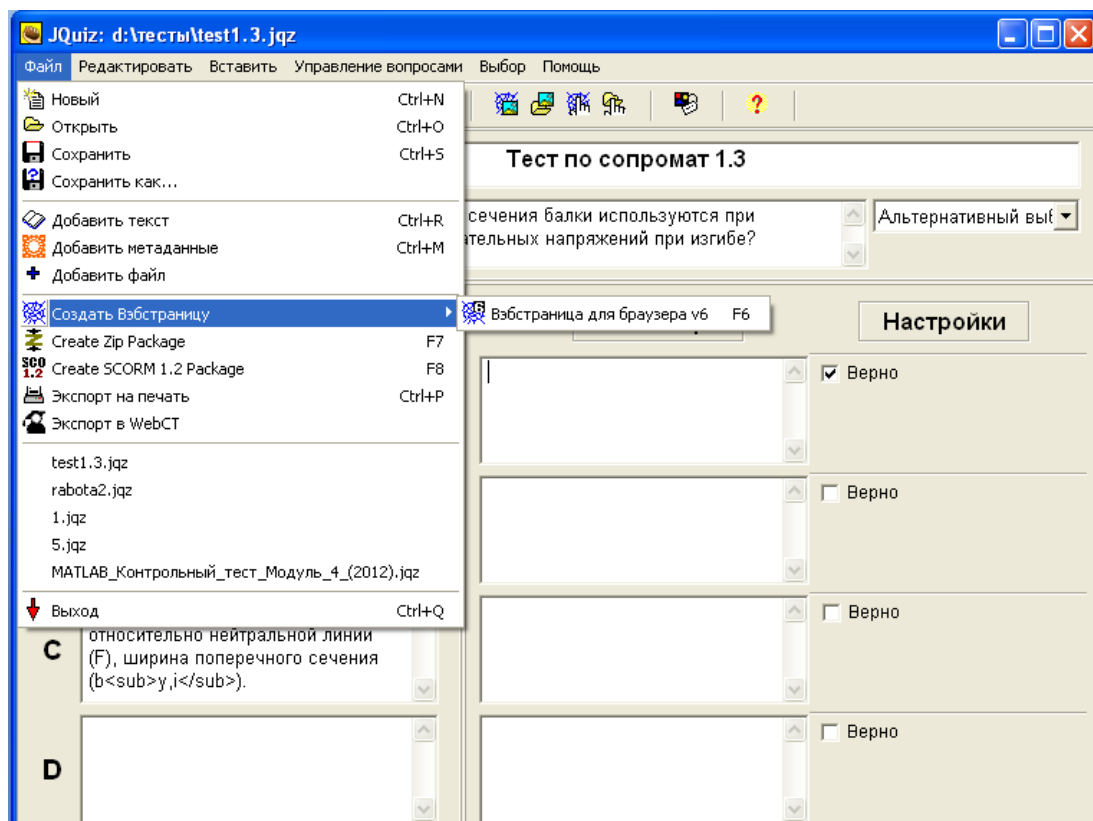 JQuiz: d:\тесты\test1.3.jqz
Файл Редактировать Вставить Управление вопросами Выбор Помощь
Новый Ctrl+N
Открыть Ctrl+O
Сохранить Ctrl+S
Сохранить как...
Тест по сопромат 1.3
Добавить текст Ctrl+R
Добавить метаданные Ctrl+M
Добавить файл
сечения балки используются при
ательных напряжений при изгибе?
Альтернативный выб
Создать Вэбстраницу
Вэбстраница для браузера v6 F6
Настройки
Create Zip Package F7
SCO 1.2 Create SCORM 1.2 Package F8
Экспорт на печать Ctrl+P
Экспорт в WebCT
Верно
test1.3.jqz
rabota2.jqz
1.jqz
5.jqz
MATLAB_Контрольный_тест_Модуль_4_(2012).jqz
Верно
Выход Ctrl+Q
Верно
C
относительно нейтральной линии
(F), ширина поперечного сечения
(b<sub>y,i</sub>).
D
Верно